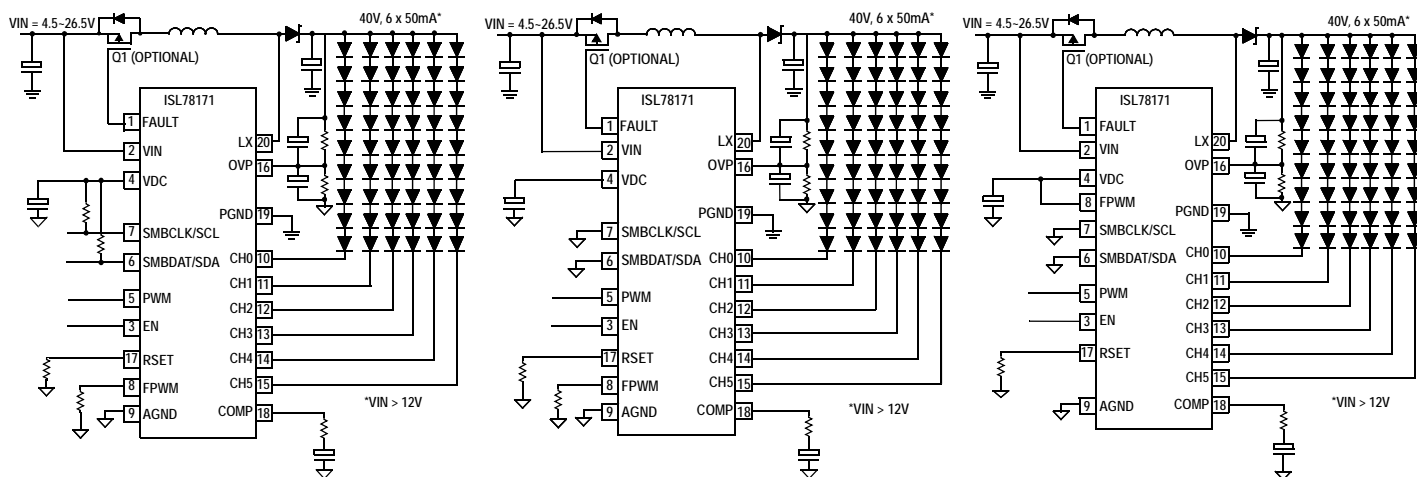 VIN = 4.5~26.5V
40V, 6 x 50mA*
Q1 (OPTIONAL)
ISL78171
1 FAULT
LX 20
2 VIN
OVP 16
4 VDC
PGND 19
7 SMBCLK/SCL
6 SMBDAT/SDA
CH0 10
CH1 11
5 PWM
CH2 12
3 EN
CH3 13
17 RSET
CH4 14
8 FPWM
CH5 15
9 AGND
COMP 18
*VIN > 12V
VIN = 4.5~26.5V
40V, 6 x 50mA*
Q1 (OPTIONAL)
ISL78171
1 FAULT
LX 20
2 VIN
OVP 16
4 VDC
PGND 19
7 SMBCLK/SCL
6 SMBDAT/SDA
CH0 10
CH1 11
5 PWM
CH2 12
3 EN
CH3 13
17 RSET
CH4 14
8 FPWM
CH5 15
9 AGND
COMP 18
*VIN > 12V
VIN = 4.5~26.5V
40V, 6 x 50mA*
Q1 (OPTIONAL)
ISL78171
1 FAULT
LX 20
2 VIN
OVP 16
4 VDC
8 FPWM
PGND 19
7 SMBCLK/SCL
6 SMBDAT/SDA
CH0 10
CH1 11
5 PWM
CH2 12
3 EN
CH3 13
17 RSET
CH4 14
CH5 15
9 AGND
COMP 18
*VIN > 12V